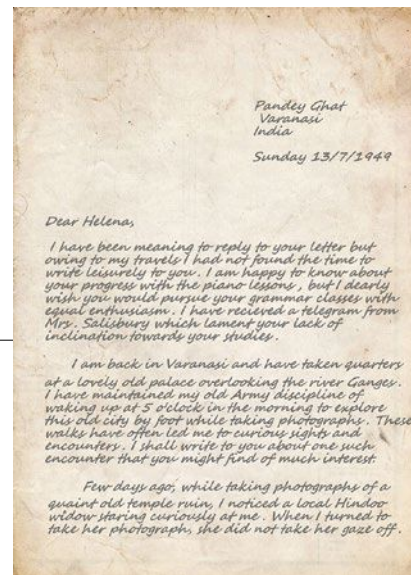 Pandey Ghat
Varanasi
India
Sunday 13/7/1949
Dear Helena,
I have been meaning to reply to your letter but
owing to my travels I had not found the time to
write leisurely to you. I am happy to know about
your progress with the piano lessons, but I dearly
wish you would pursue your grammar classes with
equal enthusiasm. I have recieved a telegram from
Mrs. Salisbury which lament your lack of
inclination towards your studies.
I am back in Varanasi and have taken quarters
at a lovely old palace overlooking the river Ganges.
I have maintained my old Army discipline of
waking up at 5 o'clock in the morning to explore
this old city by foot while taking photographs. These
walks have often led me to curious sights and
encounters. I shall write to you about one such
encounter that you might find of much interest.
Few days ago, while taking photographs of a
quaint old temple ruin, I noticed a local Hindoo
widow staring curiously at me. When I turned to
take her photograph, she did not take her gaze off.